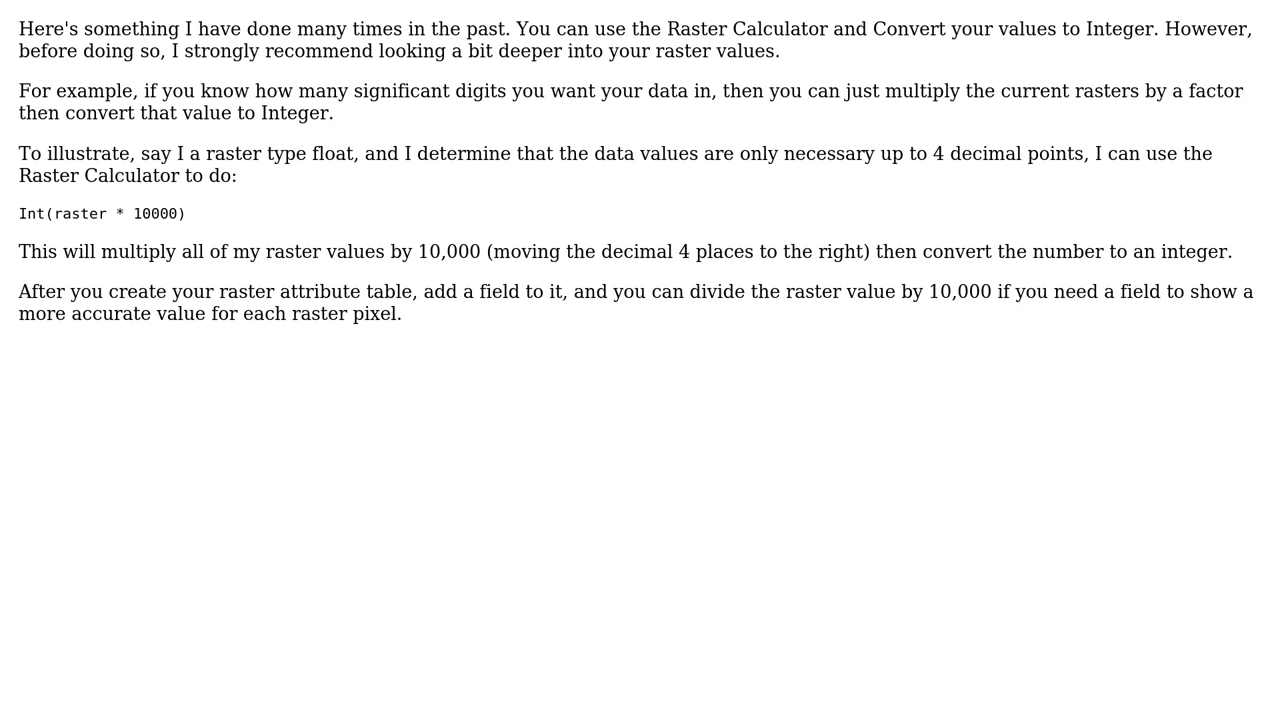 Here's something I have done many times in the past. You can use the Raster Calculator and Convert your values to Integer. However,
before doing so, I strongly recommend looking a bit deeper into your raster values.
For example, if you know how many significant digits you want your data in, then you can just multiply the current rasters by a factor
then convert that value to Integer.
To illustrate, say I a raster type float, and I determine that the data values are only necessary up to 4 decimal points, I can use the
Raster Calculator to do:
Int(raster * 10000)
This will multiply all of my raster values by 10,000 (moving the decimal 4 places to the right) then convert the number to an integer.
After you create your raster attribute table, add a field to it, and you can divide the raster value by 10,000 if you need a field to show a
more accurate value for each raster pixel.